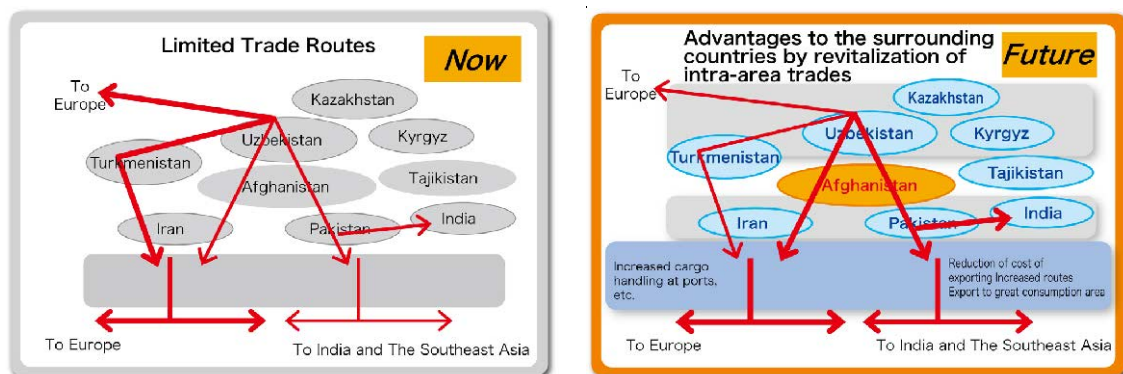 Limited Trade Routes
Now
To
Europe
Kazakhstan
Uzbekistan
Kyrgyz
Turkmenistan
Afghanistan
Tajikistan
Iran
Pakistan
India
To Europe
To India and The Southeast Asia
Advantages to the surrounding
countries by revitalization of
intra-area trades
Future
To
Europe
Kazakhstan
Uzbekistan
Kyrgyz
Turkmenistan
Afghanistan
Tajikistan
Iran
Pakistan
India
Increased cargo
handling at ports,
etc.
Reduction of cost of
exporting Increased routes
Export to great consumption area
To Europe
To India and The Southeast Asia